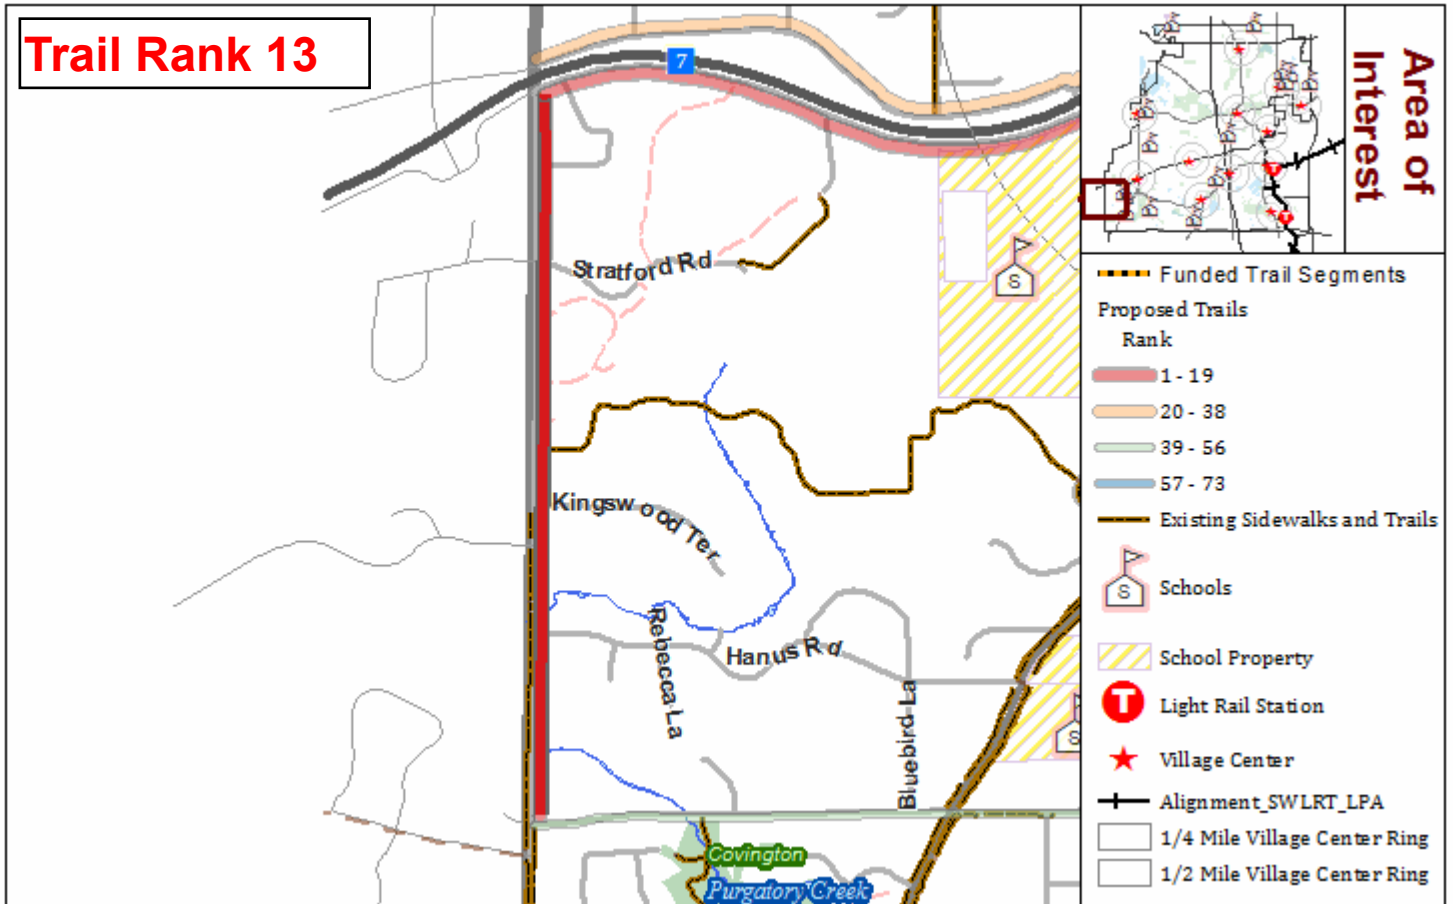 Trail Rank 13
7
Stratford Rd
S
Kingswood Ter
Rebecca La
Hanus Rd
Bluebird La
S
Covington
Purgatory Creek
Area of
Interest
T
T
Funded Trail Segments
Proposed Trails
Rank
1 - 19
20 - 38
39 - 56
57 - 73
Existing Sidewalks and Trails
S
Schools
School Property
T
Light Rail Station
Village Center
Alignment_SWLRT_LPA
1/4 Mile Village Center Ring
1/2 Mile Village Center Ring